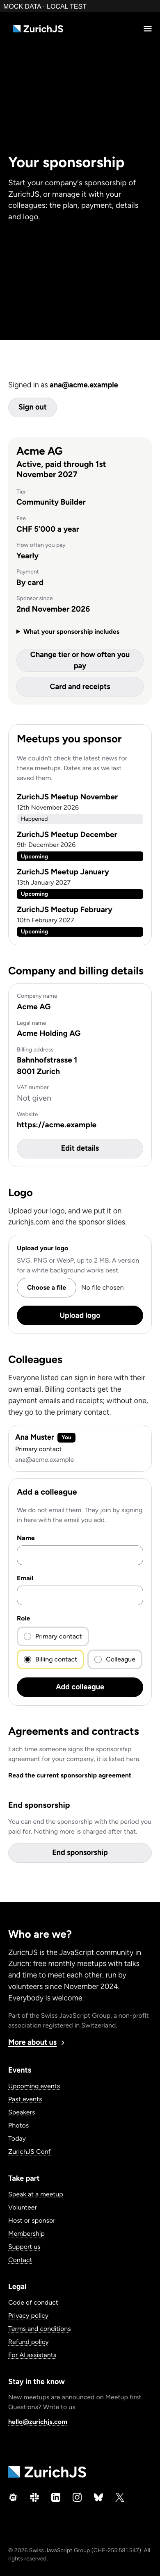 MOCK DATA · LOCAL TEST
ZurichJS
Your sponsorship
Start your company's sponsorship of
ZurichJS, or manage it with your
colleagues: the plan, payment, details
and logo.
Signed in as ana@acme.example
Sign out
Acme AG
Active, paid through 1st
November 2027
Tier
Community Builder
Fee
CHF 5'000 a year
How often you pay
Yearly
Payment
By card
Sponsor since
2nd November 2026
What your sponsorship includes
Change tier or how often you
pay
Card and receipts
Meetups you sponsor
We couldn't check the latest news for
these meetups. Dates are as we last
saved them.
ZurichJS Meetup November
12th November 2026
Happened
ZurichJS Meetup December
9th December 2026
Upcoming
ZurichJS Meetup January
13th January 2027
Upcoming
ZurichJS Meetup February
10th February 2027
Upcoming
Company and billing details
Company name
Acme AG
Legal name
Acme Holding AG
Billing address
Bahnhofstrasse 1
8001 Zurich
VAT number
Not given
Website
https://acme.example
Edit details
Logo
Upload your logo, and we put it on
zurichjs.com and the sponsor slides.
Upload your logo
SVG, PNG or WebP, up to 2 MB. A version
for a white background works best.
Choose a file
No file chosen
Upload logo
Colleagues
Everyone listed can sign in here with their
own email. Billing contacts get the
payment emails and receipts; without one,
they go to the primary contact.
Ana Muster You
Primary contact
ana@acme.example
Add a colleague
We do not email them. They join by signing
in here with the email you add.
Name
Email
Role
Primary contact
Billing contact
Colleague
Add colleague
Agreements and contracts
Each time someone signs the sponsorship
agreement for your company, it is listed here.
Read the current sponsorship agreement
End sponsorship
You can end the sponsorship with the period you
paid for. Nothing more is charged after that.
End sponsorship
Who are we?
ZurichJS is the JavaScript community in
Zurich: free monthly meetups with talks
and time to meet each other, run by
volunteers since November 2024.
Everybody is welcome.
Part of the Swiss JavaScript Group, a non-profit
association registered in Switzerland.
More about us
Events
Upcoming events
Past events
Speakers
Photos
Today
ZurichJS Conf
Take part
Speak at a meetup
Volunteer
Host or sponsor
Membership
Support us
Contact
Legal
Code of conduct
Privacy policy
Terms and conditions
Refund policy
For AI assistants
Stay in the know
New meetups are announced on Meetup first.
Questions? Write to us.
hello@zurichjs.com
ZurichJS
© 2026 Swiss JavaScript Group (CHE-255.581.547). All
rights reserved.